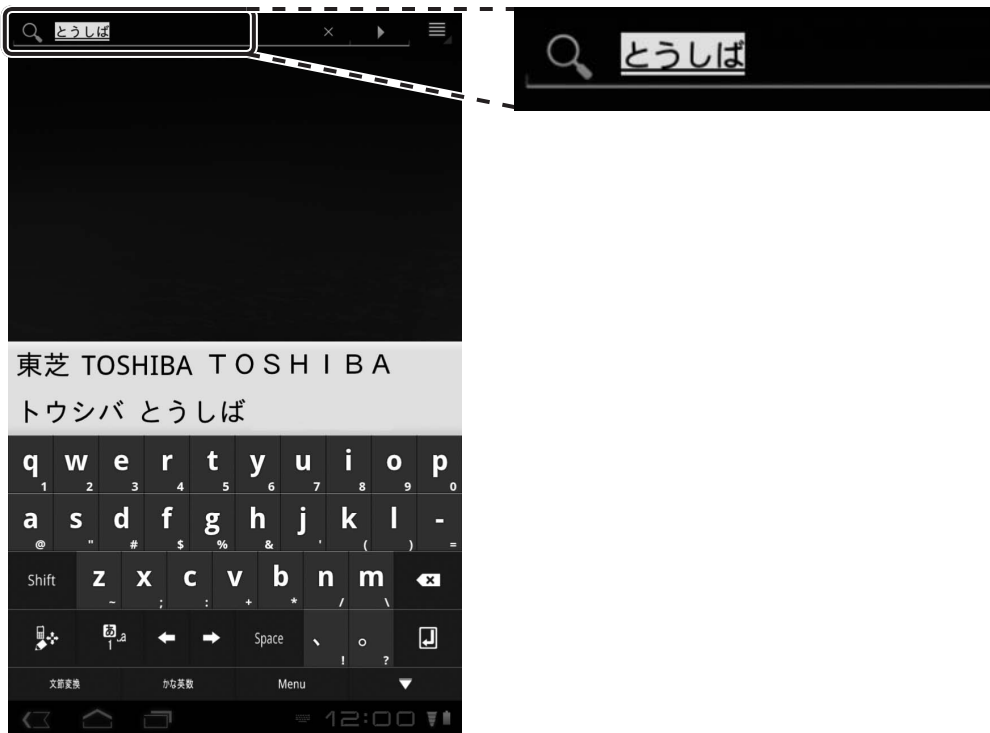 とうしば
とうしば
東芝 TOSHIBA ＴＯＳＨＩＢＡ
トウシバ とうしば
q w e r t y u i o p
1 2 3 4 5 6 7 8 9 0
a s d f g h j k l -
@ " # $ % & ' ( ) =
Shift z x c v b n m
~ ; : + * / \
あ.a 1 Space 、 。
! ?
文節変換 かな英数 Menu
12:00